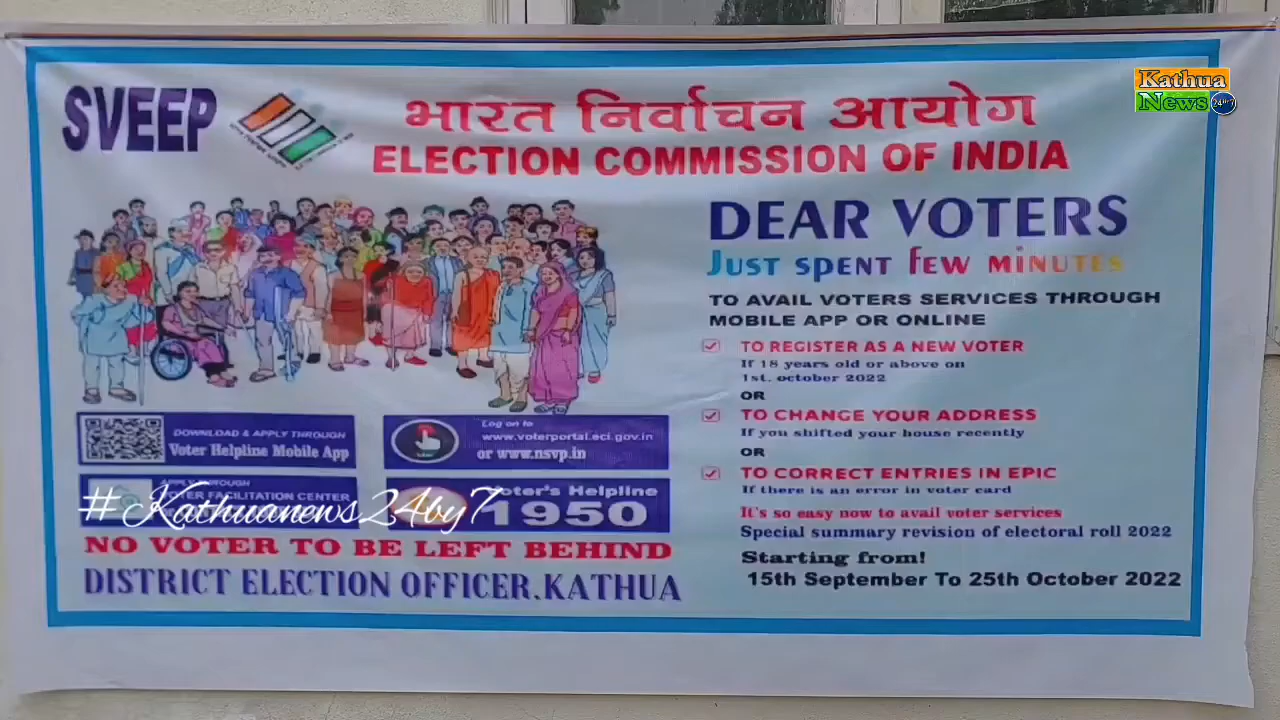 SVEEP
भारत निर्वाचन आयोग
ELECTION COMMISSION OF INDIA
Kathua
News 24by7
DEAR VOTERS
JUST SPENT FEW MINUTES
TO AVAIL VOTERS SERVICES THROUGH
MOBILE APP OR ONLINE
TO REGISTER AS A NEW VOTER
If 18 years old or above on
1st. october 2022
OR
TO CHANGE YOUR ADDRESS
If you shifted your house recently
OR
TO CORRECT ENTRIES IN EPIC
If there is an error in voter card
It's so easy now to avail voter services
Special summary revision of electoral roll 2022
Starting from!
15th September To 25th October 2022
DOWNLOAD & APPLY THROUGH
Voter Helpline Mobile App
Log on to
www.voterportal.eci.gov.in
or www.nsvp.in
FACILITATION CENTER
Voter's Helpline
1950
#Kathuanews24by7
NO VOTER TO BE LEFT BEHIND
DISTRICT ELECTION OFFICER.KATHUA